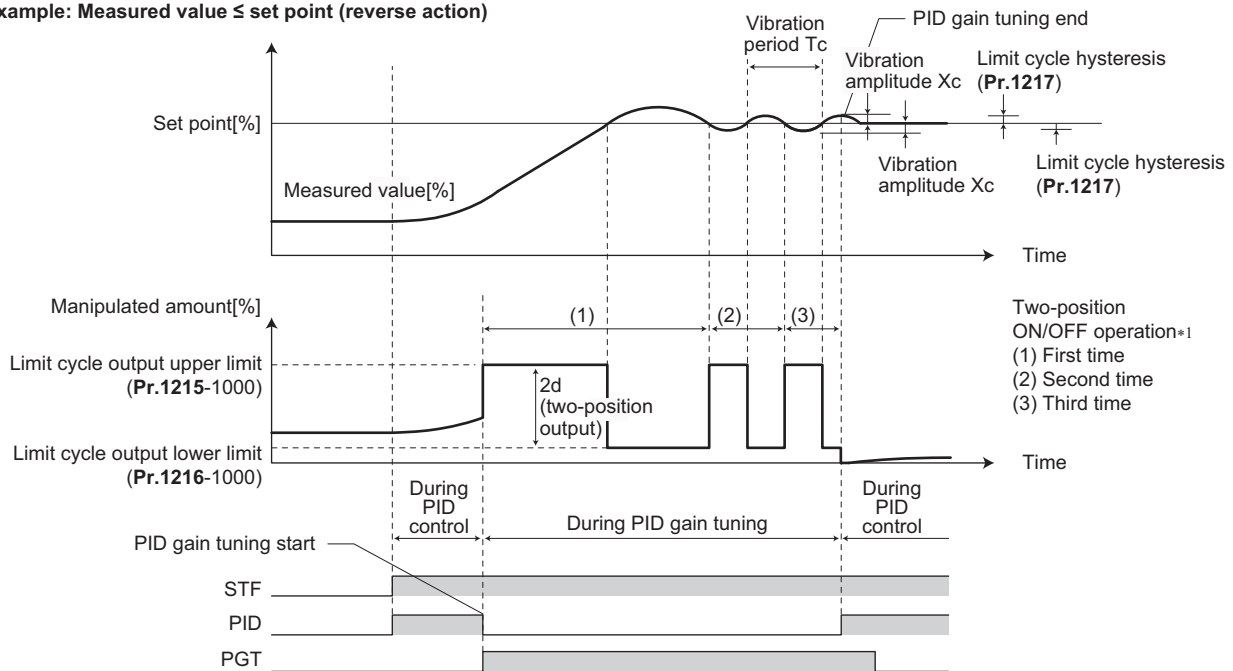 xample: Measured value ≤ set point (reverse action)
Vibration
period Tc
PID gain tuning end
Vibration
amplitude Xc
Limit cycle hysteresis
(Pr.1217)
Set point[%]
Measured value[%]
Vibration
amplitude Xc
Limit cycle hysteresis
(Pr.1217)
Time
Manipulated amount[%]
(1)
(2)
(3)
Two-position
ON/OFF operation*1
(1) First time
(2) Second time
(3) Third time
Limit cycle output upper limit
(Pr.1215-1000)
2d
(two-position
output)
Limit cycle output lower limit
(Pr.1216-1000)
Time
During
PID
control
During PID gain tuning
During
PID
control
PID gain tuning start
STF
PID
PGT